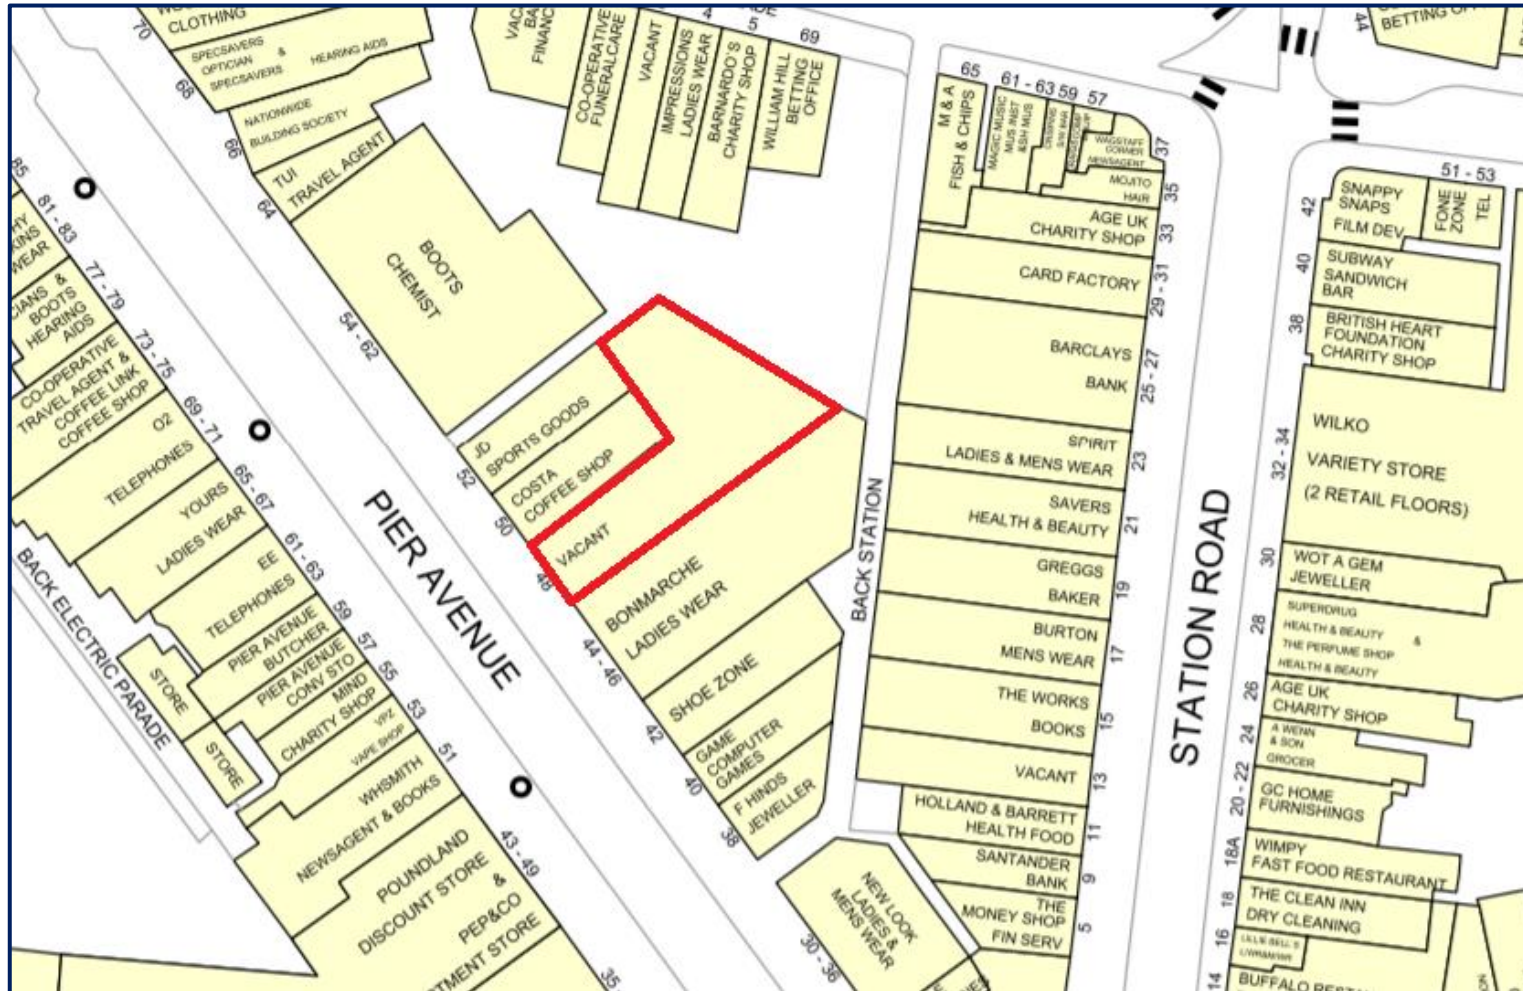 CLOTHING
70
SPECSAVERS
OPTICIAN
&
SPECSAVERS
HEARING AIDS
68
NATIONWIDE
BUILDING SOCIETY
66
TUI
TRAVEL AGENT
64
BOOTS
CHEMIST
54 - 62
JD
SPORTS GOODS
52
COSTA
COFFEE SHOP
50
VACANT
48
BONMARCHE
LADIES WEAR
44 - 46
SHOE ZONE
42
GAME
COMPUTER
GAMES
40
F HINDS
JEWELLER
38
NEW LOOK
LADIES &
MENS WEAR
30 - 36
PIER AVENUE
85
81 - 83
WEAR
77 - 79
BOOTS
HEARING
AIDS
73 - 75
CO-OPERATIVE
TRAVEL AGENT &
COFFEE LINK
COFFEE SHOP
69 - 71
O2
TELEPHONES
65 - 67
YOURS
LADIES WEAR
61 - 63
EE
TELEPHONES
59
PIER AVENUE
BUTCHER
57
PIER AVENUE
CONV STO
55
MIND
CHARITY SHOP
53
VPZ
VAPE SHOP
51
WHSMITH
NEWSAGENT & BOOKS
43 - 49
POUNDLAND
DISCOUNT STORE
&
PEP&CO
TMENT STORE
35
STORE
STORE
BACK ELECTRIC PARADE
CO-OPERATIVE
FUNERALCARE
VACANT
IMPRESSIONS
LADIES WEAR
4
5
BARNARDO'S
CHARITY SHOP
69
WILLIAM HILL
BETTING
OFFICE
BACK STATION
65
M & A
FISH & CHIPS
61 - 63
MAGIC MUSIC
MUS INST
&SH MUS
59
57
WAGSTAFF
CORNER
NEWSAGENT
37
MOJITO
HAIR
35
AGE UK
CHARITY SHOP
33
CARD FACTORY
29 - 31
BARCLAYS
BANK
25 - 27
SPIRIT
LADIES & MENS WEAR
23
SAVERS
HEALTH & BEAUTY
21
GREGGS
BAKER
19
BURTON
MENS WEAR
17
THE WORKS
BOOKS
15
VACANT
13
HOLLAND & BARRETT
HEALTH FOOD
11
SANTANDER
BANK
9
THE
MONEY SHOP
FIN SERV
5
STATION ROAD
44
51 - 53
42
SNAPPY
SNAPS
FILM DEV
FONE
ZONE
TEL
40
SUBWAY
SANDWICH
BAR
38
BRITISH HEART
FOUNDATION
CHARITY SHOP
32 - 34
WILKO
VARIETY STORE
(2 RETAIL FLOORS)
30
WOT A GEM
JEWELLER
28
SUPERDRUG
HEALTH & BEAUTY
&
THE PERFUME SHOP
HEALTH & BEAUTY
26
AGE UK
CHARITY SHOP
24
A WENN
& SON
GROCER
20 - 22
GC HOME
FURNISHINGS
18A
WIMPY
FAST FOOD RESTAURANT
18
THE CLEAN INN
DRY CLEANING
16
14
BUFFALO